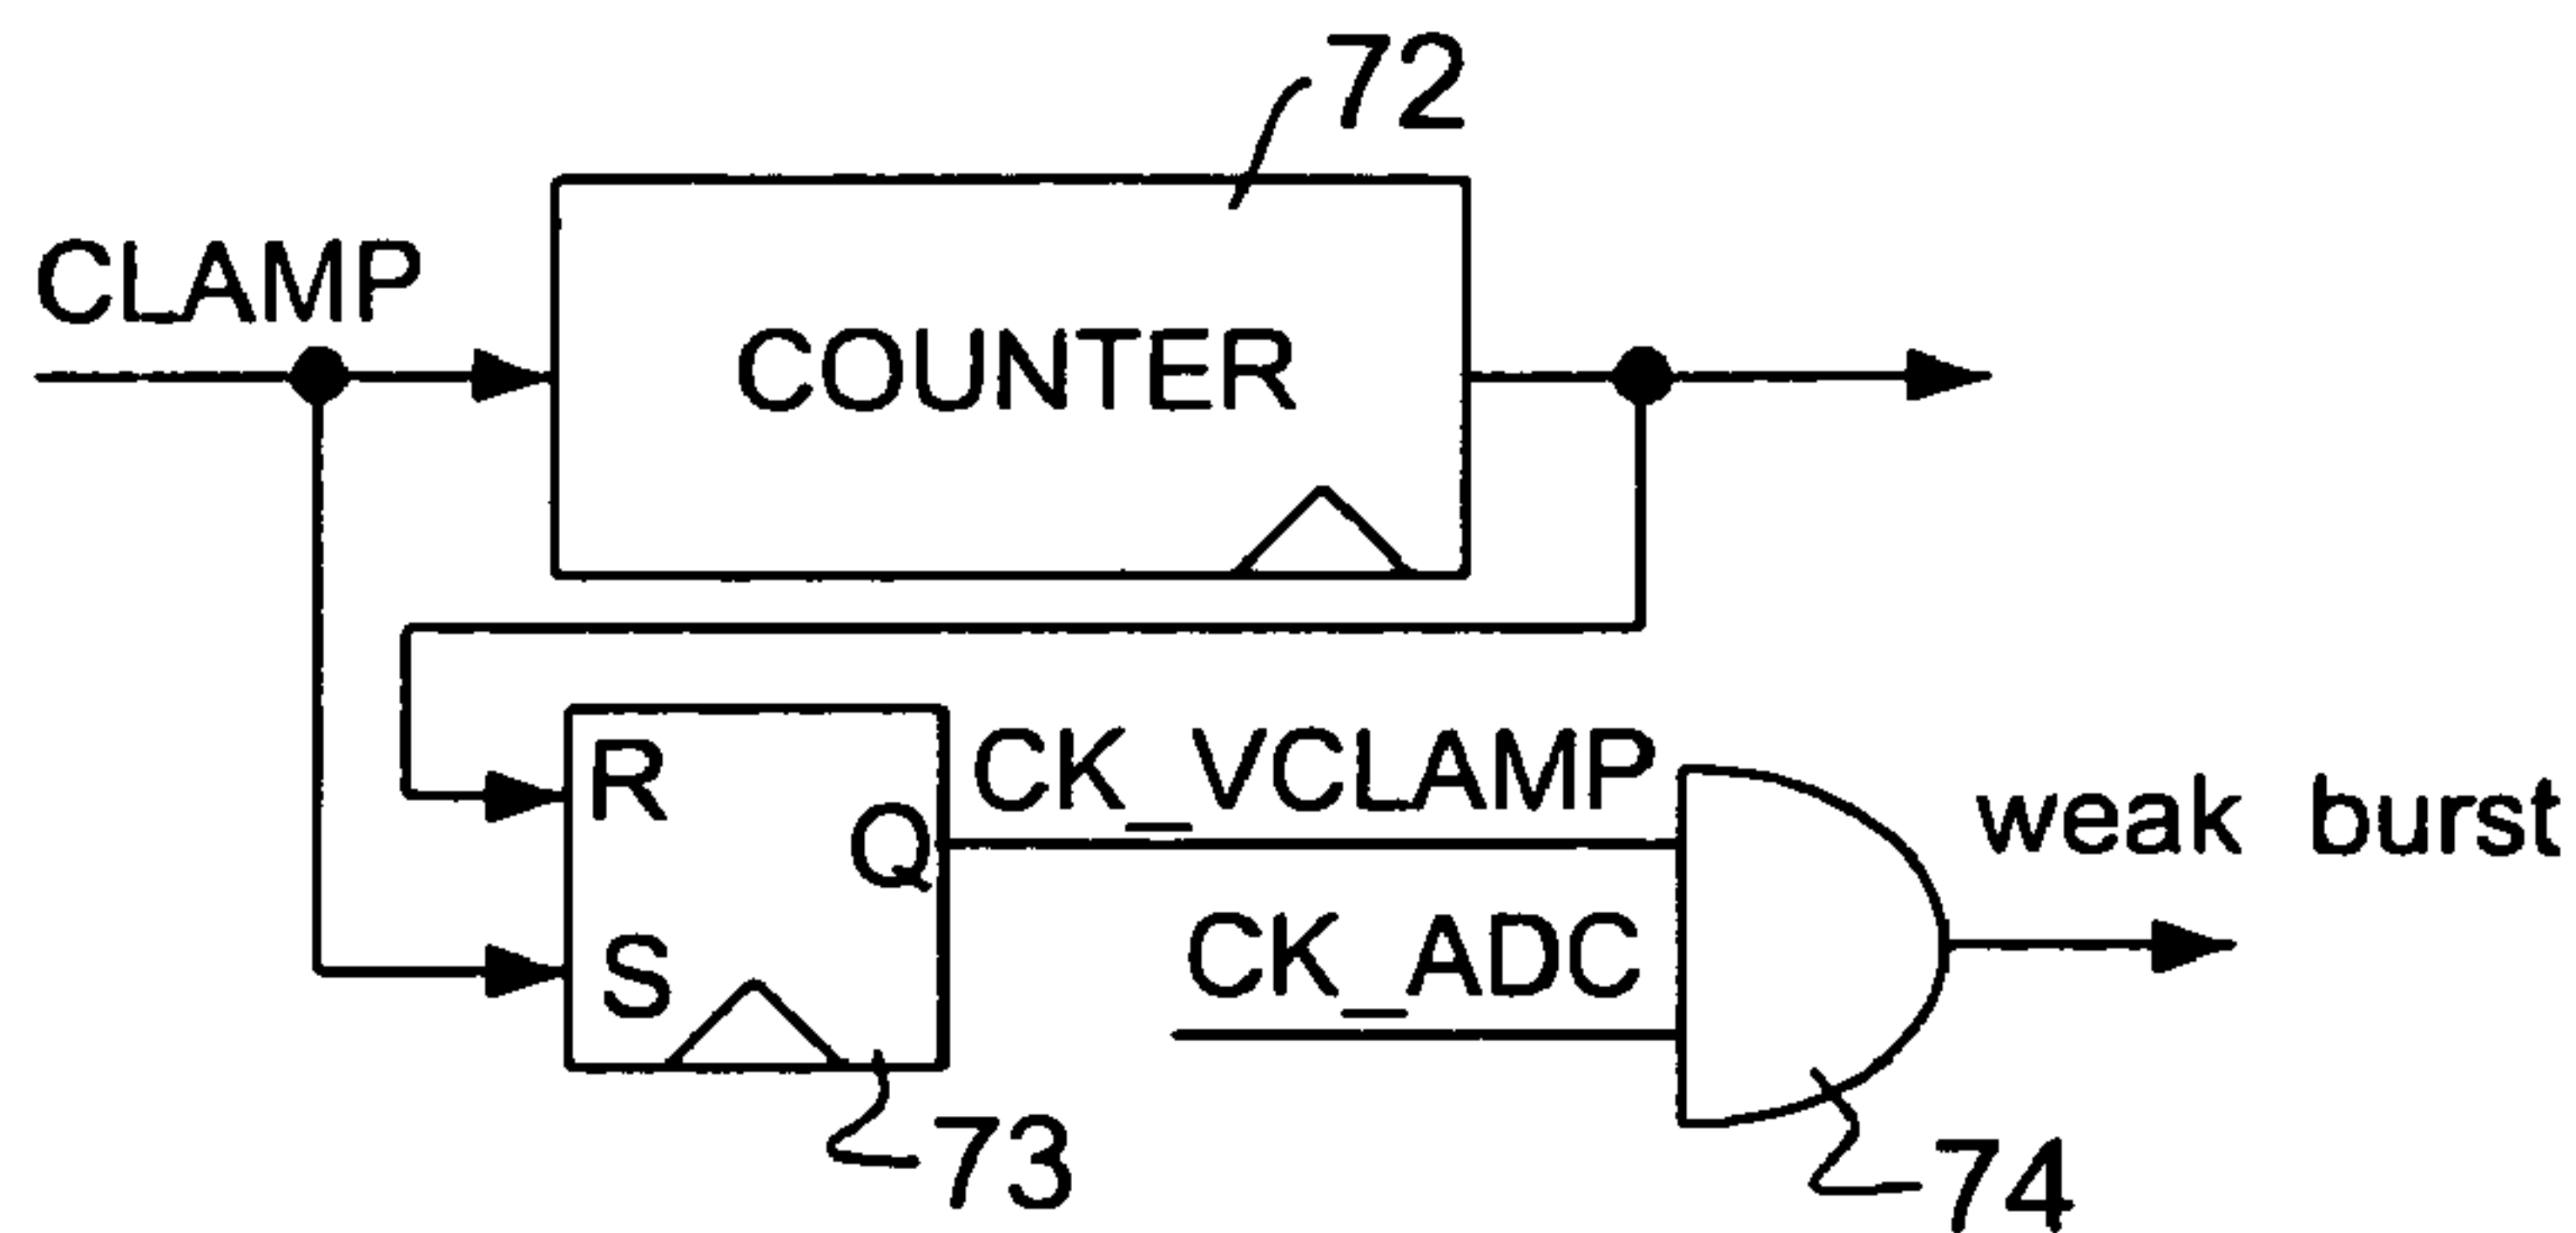 72
CLAMP
COUNTER
R
Q
S
CK_VCLAMP
weak burst
CK_ADC
73
74